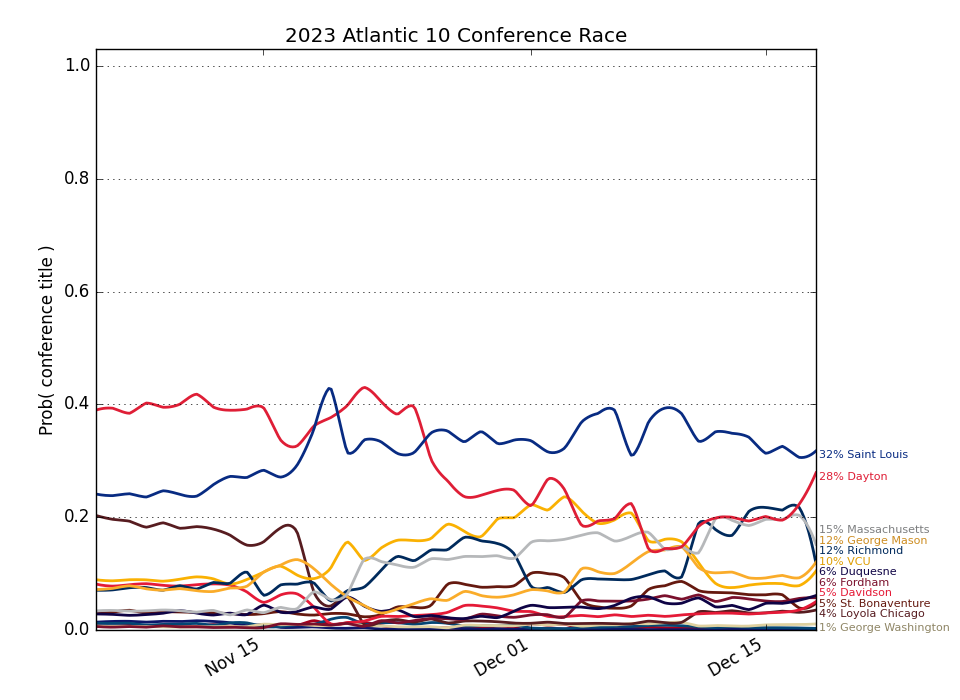 2023 Atlantic 10 Conference Race
Prob( conference title )
1.0
0.8
0.6
0.4
0.2
0.0
Nov 15
Dec 01
Dec 15
32% Saint Louis
28% Dayton
15% Massachusetts
12% George Mason
12% Richmond
10% VCU
6% Duquesne
6% Fordham
5% Davidson
5% St. Bonaventure
4% Loyola Chicago
1% George Washington